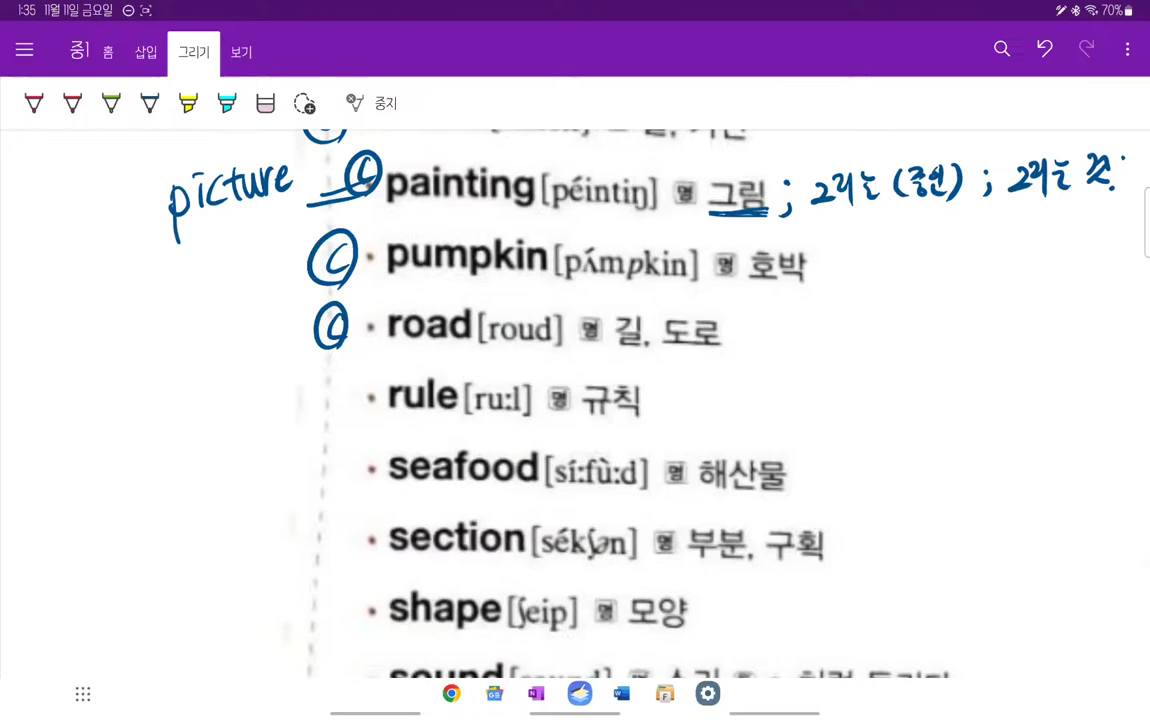 1:35 11월 11일 금요일 70%
중1 홈 삽입 그리기 보기
중지
picture ⓒ painting[péintiŋ] 명 그림 ; 그리는 (중인) ; 그리는 것.
ⓒ pumpkin[pʌ́mpkin] 명 호박
ⓒ road[roud] 명 길, 도로
rule[ru:l] 명 규칙
seafood[sí:fù:d] 명 해산물
section[sékʃən] 명 부분, 구획
shape[ʃeip] 명 모양